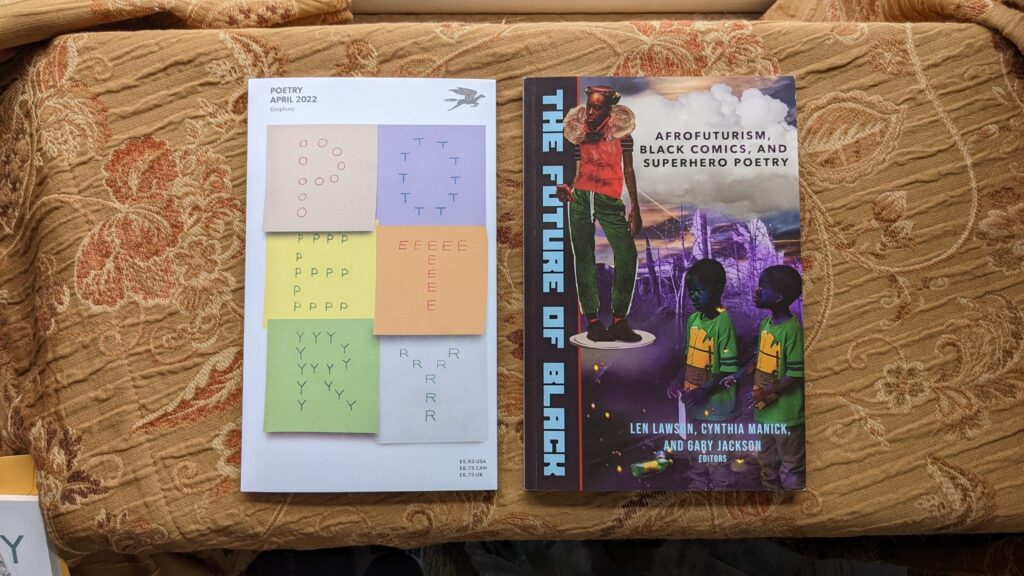 POETRY
APRIL 2022
Exophony
O O O
O O
O O O
O
O
T T
T T
T T
T T
T T
P P P P
P
P P P P
P
P P P P
E E E E E E
E
E
E
E
Y Y Y
Y Y
Y Y Y Y
Y Y Y
Y Y
R R
R R
R
R
R
$5.95 USA
$8.75 CAN
£6.75 UK
THE FUTURE OF BLACK
AFROFUTURISM,
BLACK COMICS, AND
SUPERHERO POETRY
LEN LAWSON, CYNTHIA MANICK,
AND GARY JACKSON
EDITORS
Y